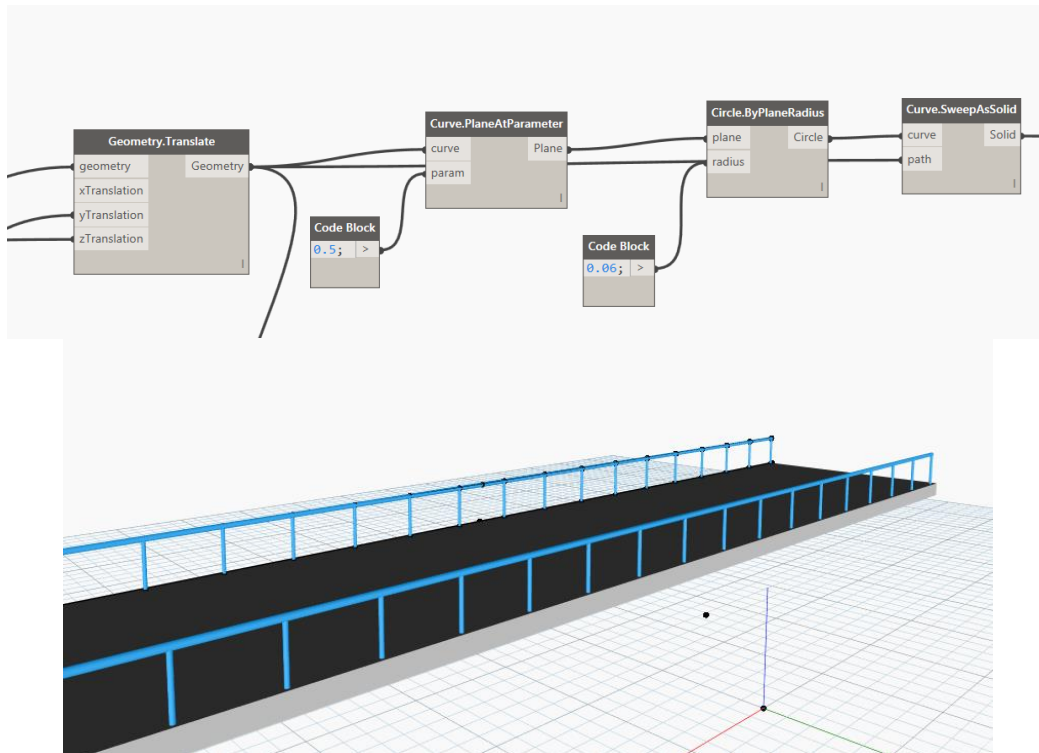 Geometry.Translate
geometry
Geometry
xTranslation
yTranslation
zTranslation
Code Block
0.5;
>
Curve.PlaneAtParameter
curve
Plane
param
Code Block
0.06;
>
Circle.ByPlaneRadius
plane
Circle
radius
Curve.SweepAsSolid
curve
Solid
path